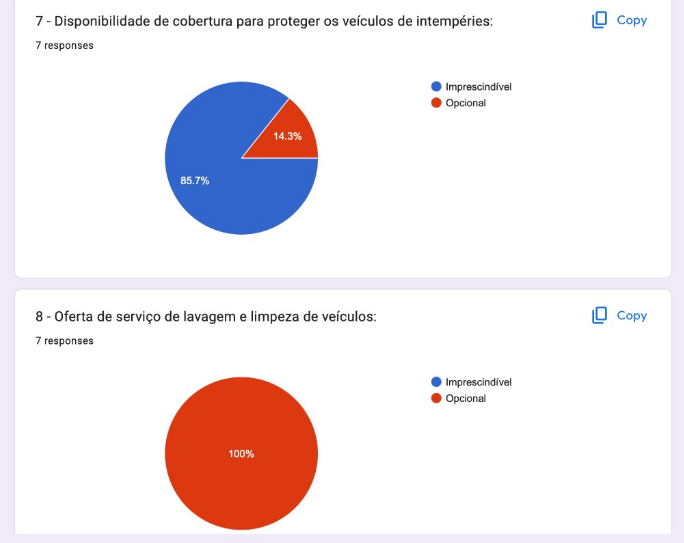 7 - Disponibilidade de cobertura para proteger os veículos de intempéries:
Copy
7 responses
Imprescindível
Opcional
14.3%
85.7%
8 - Oferta de serviço de lavagem e limpeza de veículos:
Copy
7 responses
Imprescindível
Opcional
100%